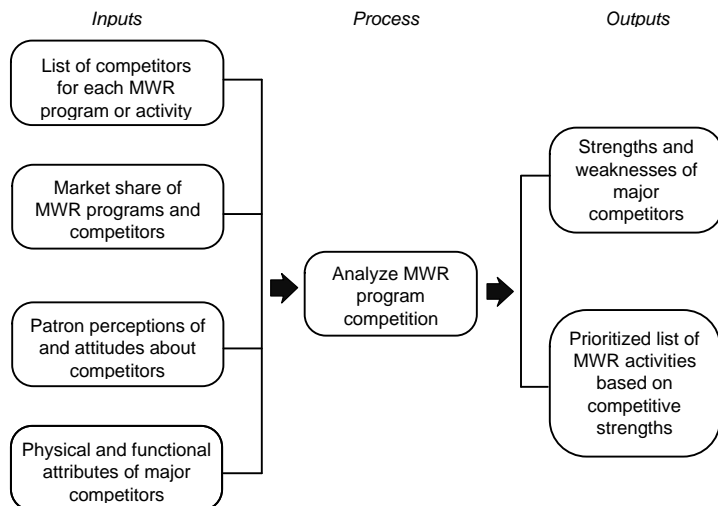 Inputs
Process
Outputs
List of competitors
for each MWR
program or activity
Market share of
MWR programs and
competitors
Patron perceptions of
and attitudes about
competitors
Physical and functional
attributes of major
competitors
Analyze MWR
program
competition
Strengths and
weaknesses of
major
competitors
Prioritized list of
MWR activities
based on
competitive
strengths